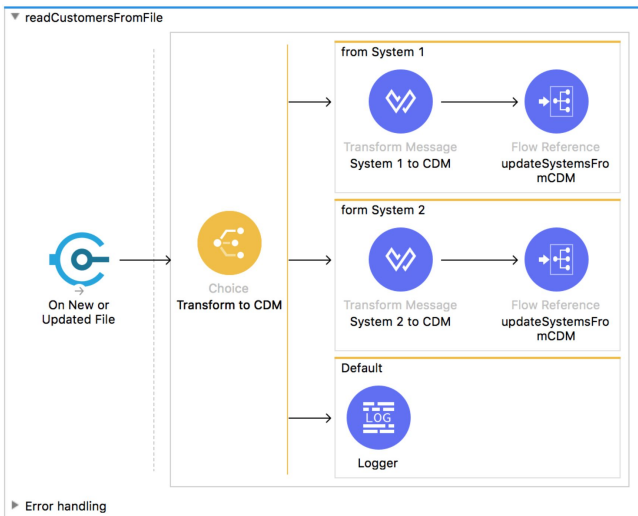 readCustomersFromFile
from System 1
Transform Message
System 1 to CDM
Flow Reference
updateSystemsFro
mCDM
On New or
Updated File
Choice
Transform to CDM
form System 2
Transform Message
System 2 to CDM
Flow Reference
updateSystemsFro
mCDM
Default
LOG
Logger
Error handling